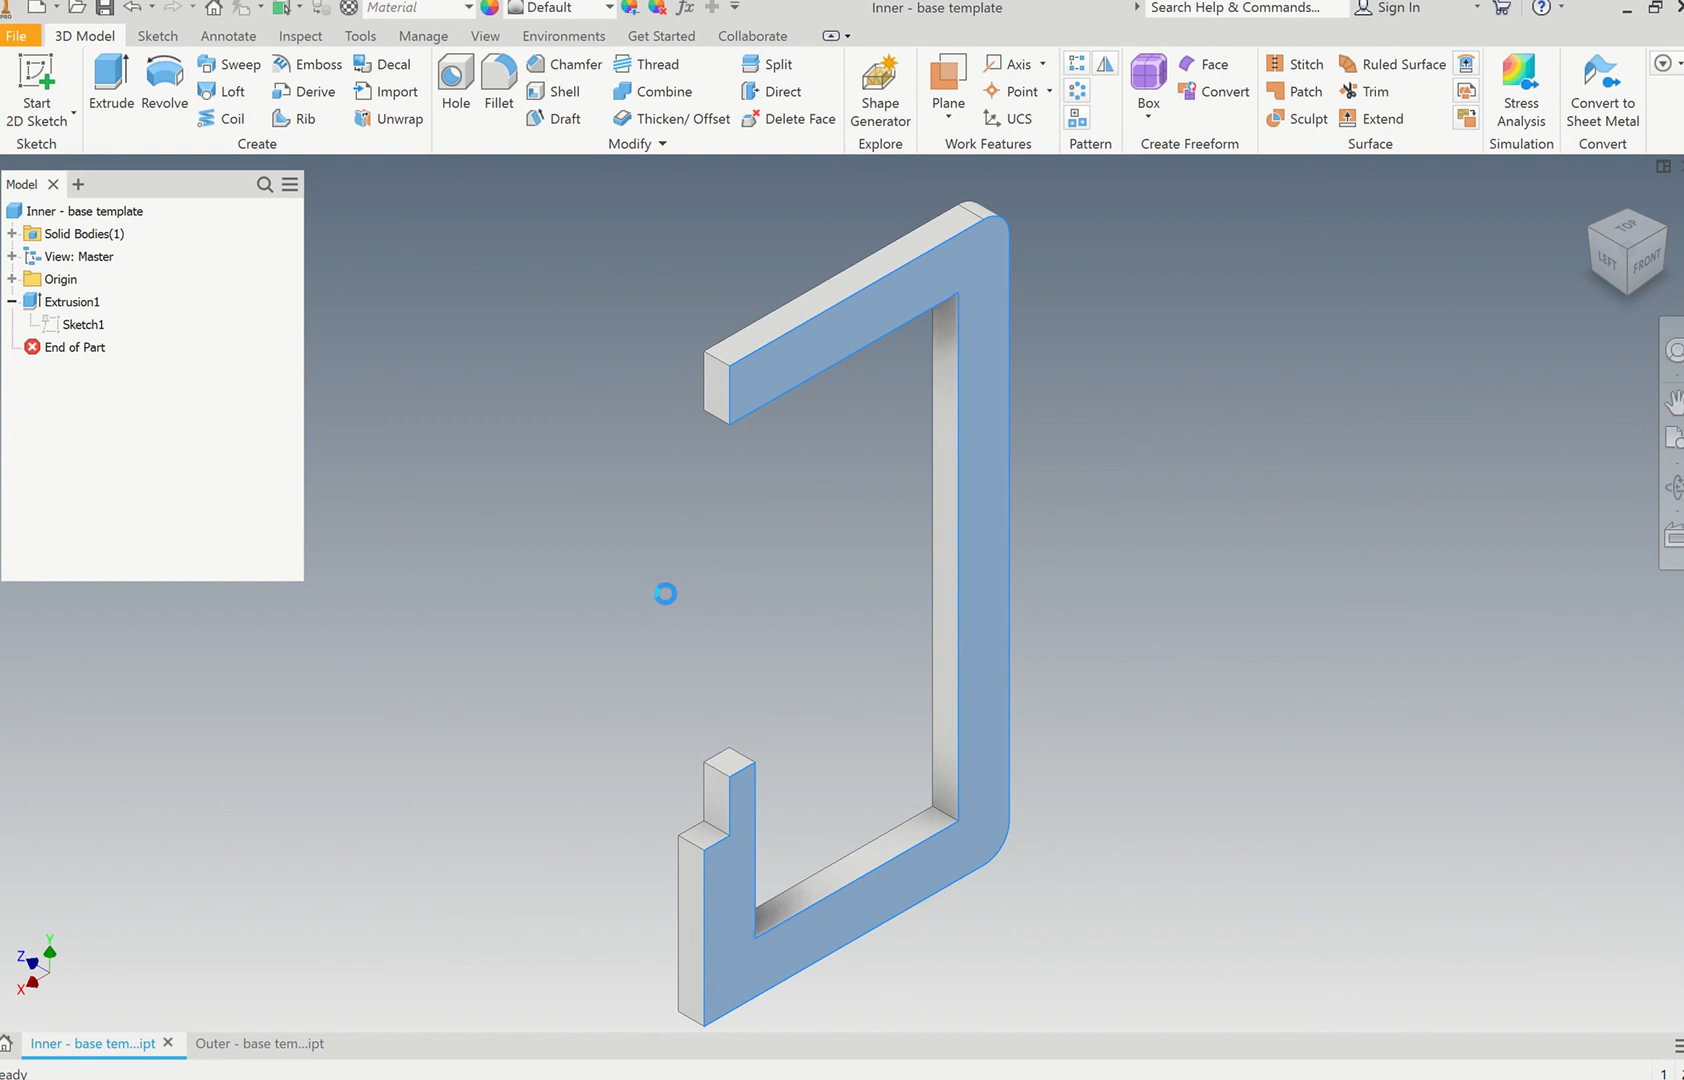 PRO
Material
Default
fx
Inner - base template
Search Help & Commands...
Sign In
File
3D Model
Sketch
Annotate
Inspect
Tools
Manage
View
Environments
Get Started
Collaborate
Start
2D Sketch
Sketch
Extrude
Revolve
Sweep
Loft
Coil
Emboss
Derive
Rib
Decal
Import
Unwrap
Create
Hole
Fillet
Chamfer
Shell
Draft
Thread
Combine
Thicken/ Offset
Split
Direct
Delete Face
Modify
Shape
Generator
Explore
Plane
Axis
Point
UCS
Work Features
Pattern
Box
Face
Convert
Create Freeform
Stitch
Patch
Sculpt
Ruled Surface
Trim
Extend
Surface
Stress
Analysis
Simulation
Convert to
Sheet Metal
Convert
Model
Inner - base template
Solid Bodies(1)
View: Master
Origin
Extrusion1
Sketch1
End of Part
TOP
LEFT
FRONT
Y
Z
X
Inner - base tem...ipt
Outer - base tem...ipt
eady
1